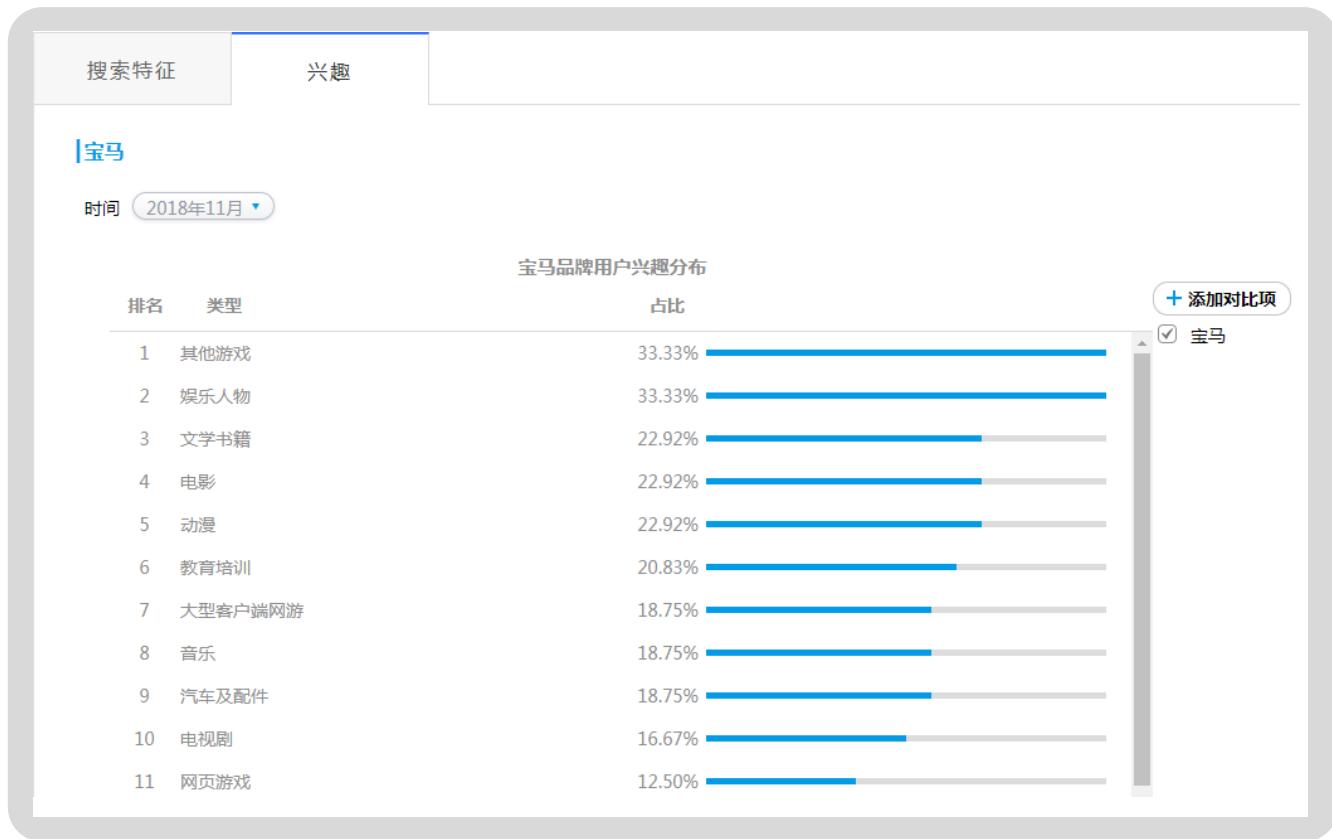 搜索特征 兴趣
宝马
时间 2018年11月
宝马品牌用户兴趣分布
排名 类型 占比
+ 添加对比项
宝马
1 其他游戏 33.33%
2 娱乐人物 33.33%
3 文学书籍 22.92%
4 电影 22.92%
5 动漫 22.92%
6 教育培训 20.83%
7 大型客户端网游 18.75%
8 音乐 18.75%
9 汽车及配件 18.75%
10 电视剧 16.67%
11 网页游戏 12.50%